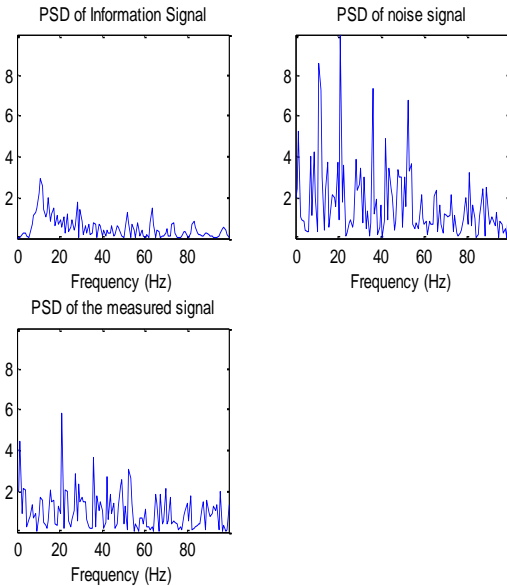 PSD of Information Signal
8
6
4
2
0 20 40 60 80
Frequency (Hz)
PSD of noise signal
8
6
4
2
0 20 40 60 80
Frequency (Hz)
PSD of the measured signal
8
6
4
2
0 20 40 60 80
Frequency (Hz)